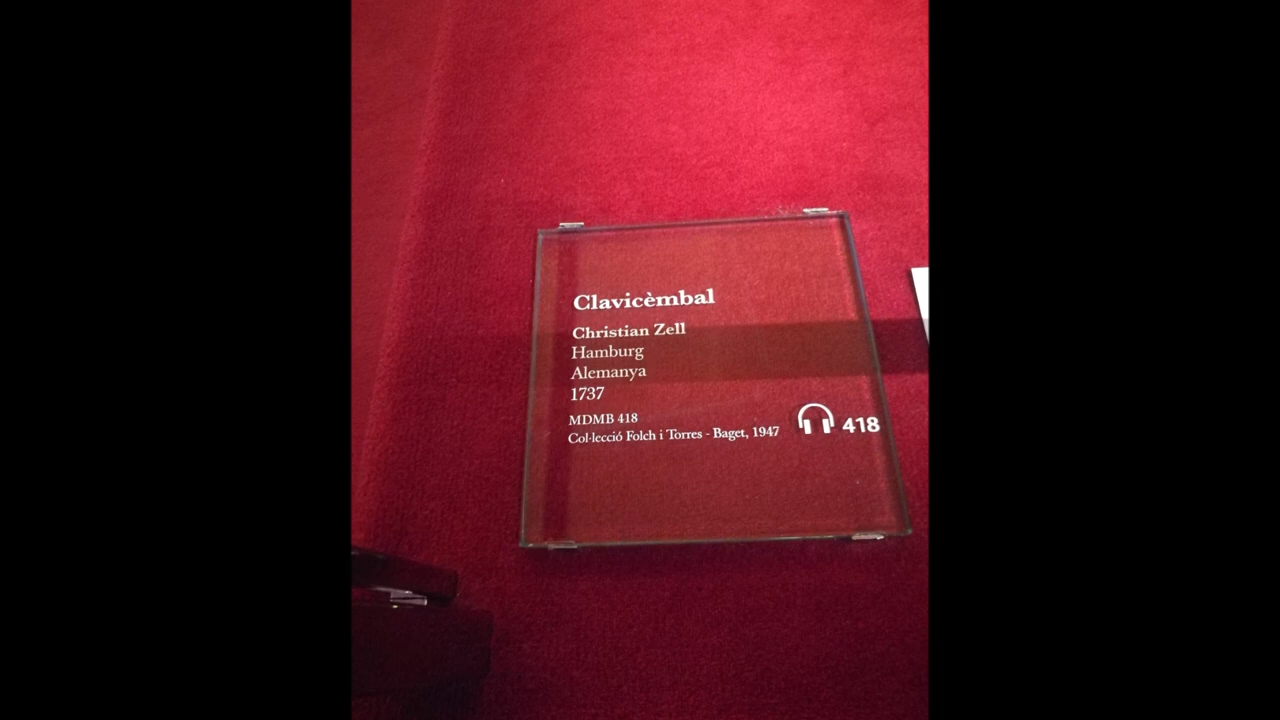 Clavicèmbal
Christian Zell
Hamburg
Alemanya
1737
MDMB 418
Col·lecció Folch i Torres - Baget, 1947
418